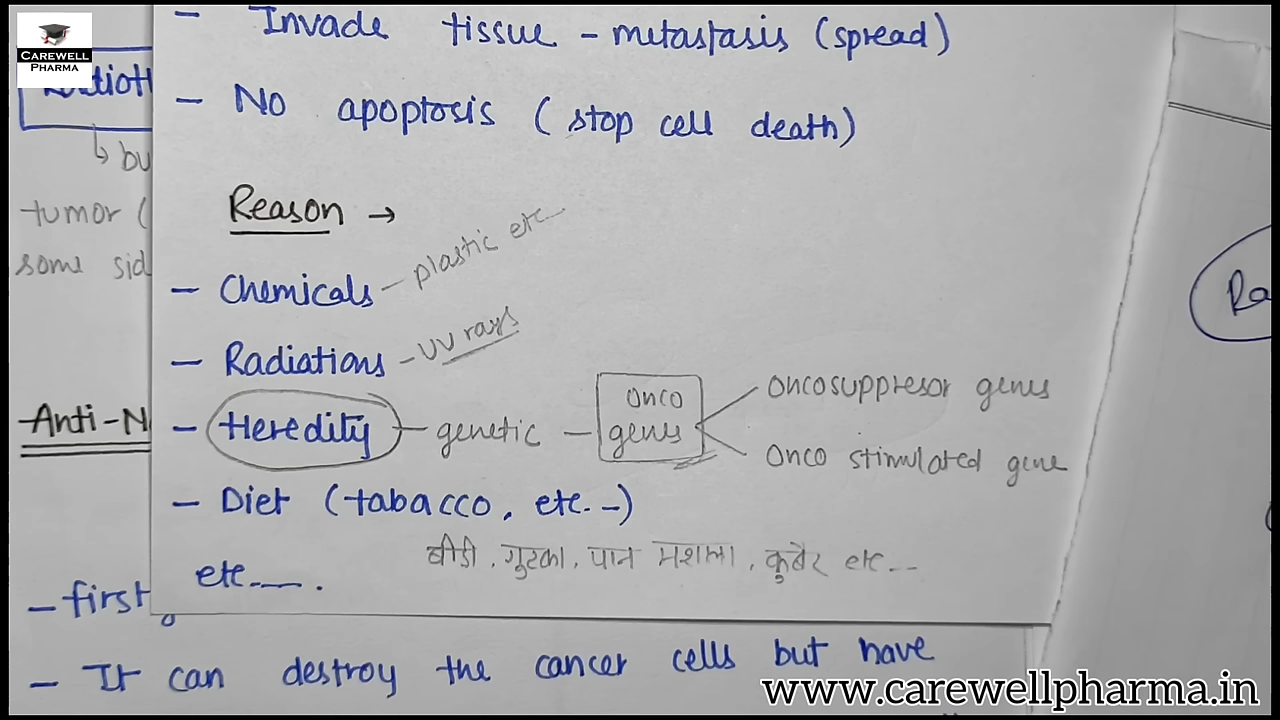 CAREWELL
PHARMA
- Invade tissue - metastasis (spread)
- No apoptosis (stop cell death)
↳ bu
tumor (
some sid
Reason →
- Chemicals - plastic etc--
- Radiations - UV rays
- Heredity - genetic - onco genes
oncosuppresor genes
Onco stimulated gene
- Diet (tabacco, etc--)
बीडी, गुटका, पान मशाला, कुबेर etc--
etc--.
Ra
Anti-N
- first
- It can destroy the cancer cells but have
www.carewellpharma.in